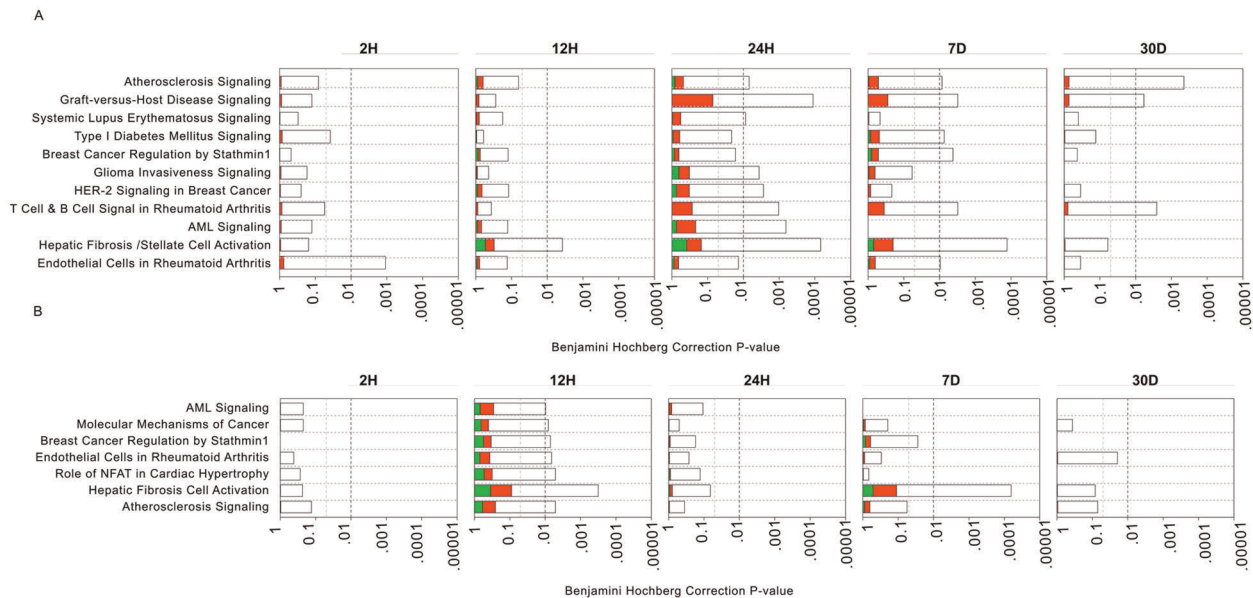 A
2H 12H 24H 7D 30D
Atherosclerosis Signaling
Graft-versus-Host Disease Signaling
Systemic Lupus Erythematosus Signaling
Type I Diabetes Mellitus Signaling
Breast Cancer Regulation by Stathmin1
Glioma Invasiveness Signaling
HER-2 Signaling in Breast Cancer
T Cell & B Cell Signal in Rheumatoid Arthritis
AML Signaling
Hepatic Fibrosis /Stellate Cell Activation
Endothelial Cells in Rheumatoid Arthritis
1 0.1 .01 .001 .0001 .00001 1 0.1 .01 .001 .0001 .00001 1 0.1 .01 .001 .0001 .00001 1 0.1 .01 .001 .0001 .00001 1 0.1 .01 .001 .0001 .00001
Benjamini Hochberg Correction P-value
B
2H 12H 24H 7D 30D
AML Signaling
Molecular Mechanisms of Cancer
Breast Cancer Regulation by Stathmin1
Endothelial Cells in Rheumatoid Arthritis
Role of NFAT in Cardiac Hypertrophy
Hepatic Fibrosis Cell Activation
Atherosclerosis Signaling
1 0.1 .01 .001 .0001 .00001 1 0.1 .01 .001 .0001 .00001 1 0.1 .01 .001 .0001 .00001 1 0.1 .01 .001 .0001 .00001 1 0.1 .01 .001 .0001 .00001
Benjamini Hochberg Correction P-value